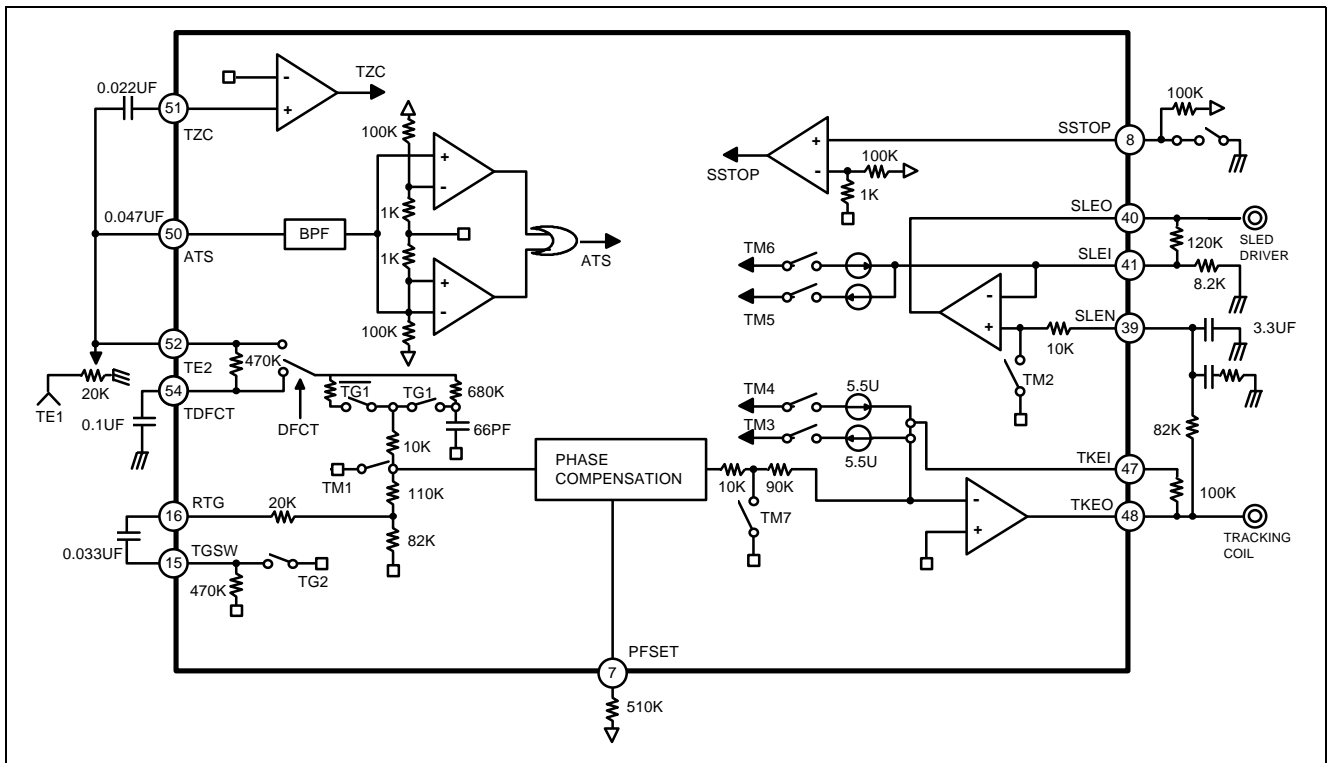 0.022UF
51
TZC
-
+
TZC
100K
+
-
1K
1K
+
-
100K
ATS
0.047UF
50
ATS
BPF
52
TE2
470K
54
TDFCT
20K
TE1
0.1UF
DFCT
TG1
TG1
680K
66PF
10K
TM1
110K
16
RTG
20K
82K
0.033UF
15
TGSW
470K
TG2
PHASE
COMPENSATION
10K
90K
TM7
PFSET
7
510K
SSTOP
+
-
100K
1K
SSTOP
8
100K
SLEO
40
120K
SLED
DRIVER
SLEI
41
8.2K
TM6
TM5
-
+
SLEN
39
10K
TM2
3.3UF
82K
TM4
5.5U
TM3
5.5U
TKEI
47
100K
-
+
TKEO
48
TRACKING
COIL